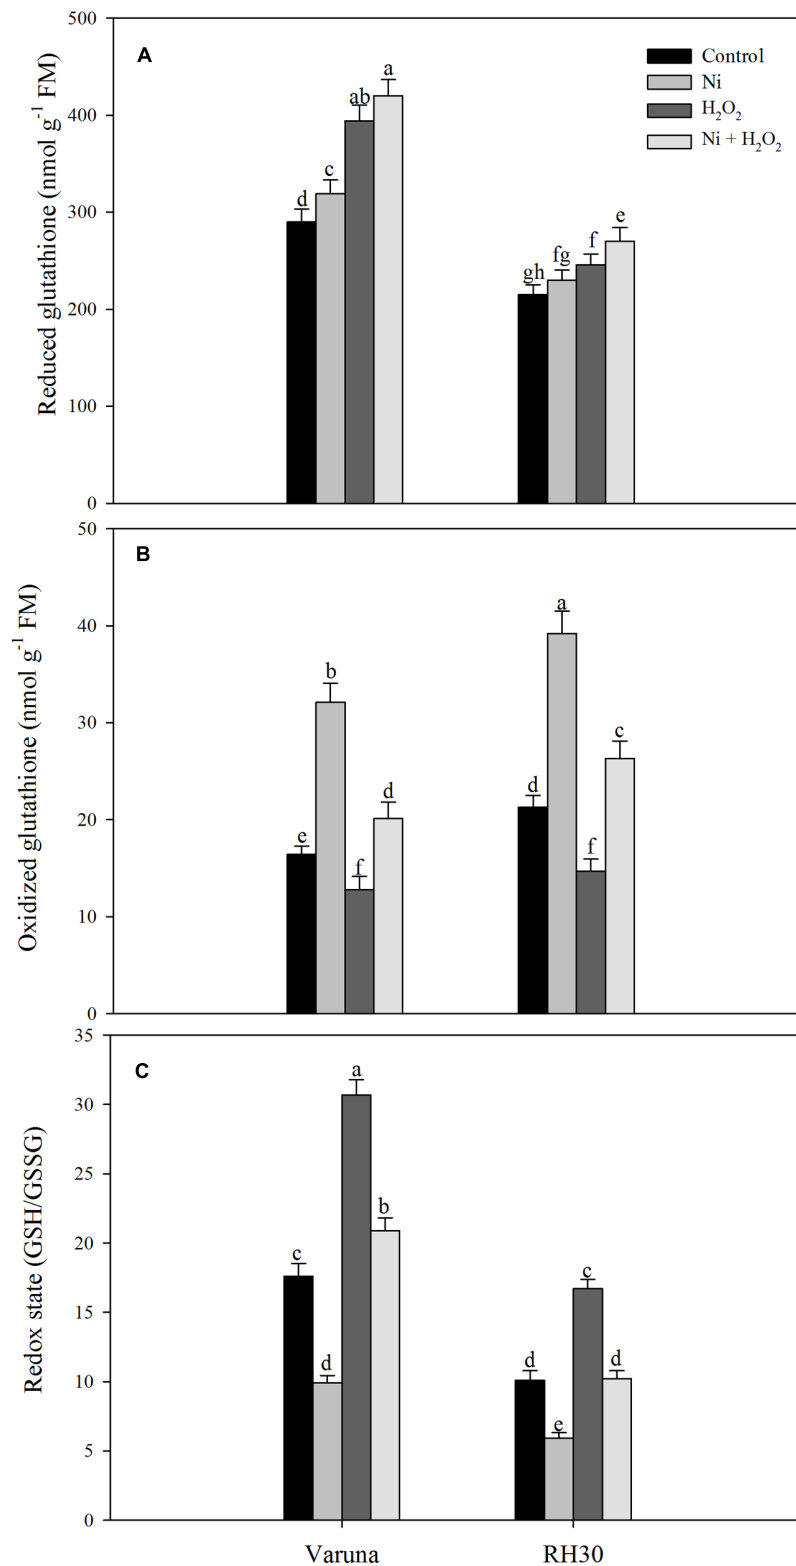 A
Reduced glutathione (nmol g⁻¹ FM)
500
400
300
200
100
0
Control
Ni
H₂O₂
Ni + H₂O₂
d
c
ab
a
gh
fg
f
e
B
Oxidized glutathione (nmol g⁻¹ FM)
50
40
30
20
10
0
e
b
f
d
d
a
f
c
C
Redox state (GSH/GSSG)
35
30
25
20
15
10
5
0
c
d
a
b
d
e
c
d
Varuna
RH30